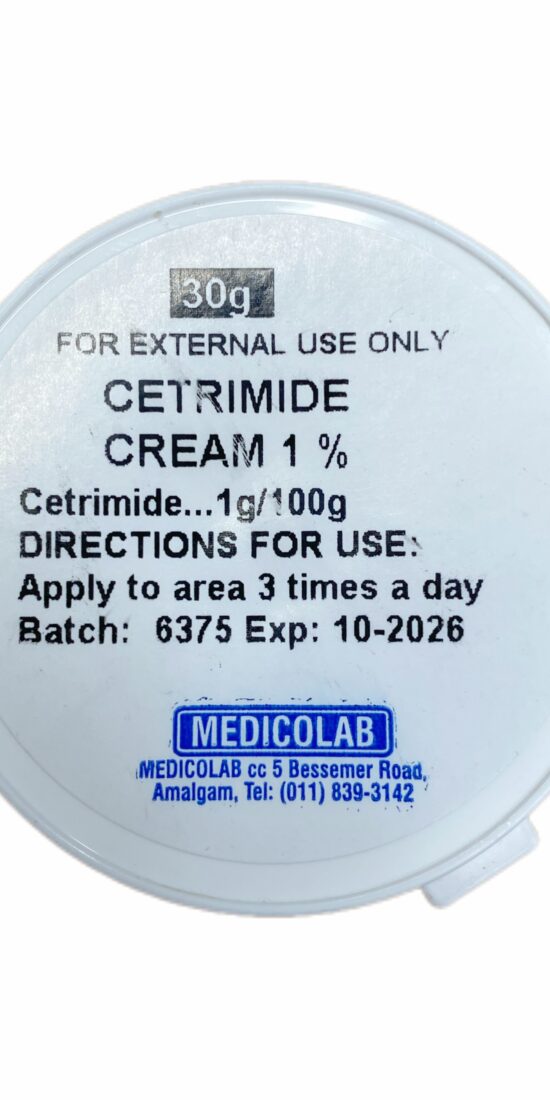 30g
FOR EXTERNAL USE ONLY
CETRIMIDE
CREAM 1 %
Cetrimide...1g/100g
DIRECTIONS FOR USE:
Apply to area 3 times a day
Batch: 6375 Exp: 10-2026
MEDICOLAB
MEDICOLAB cc 5 Bessemer Road,
Amalgam, Tel: (011) 839-3142